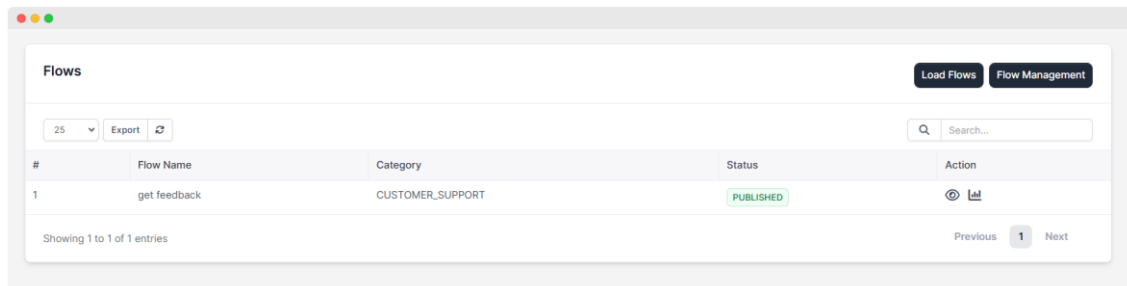 Flows
Load Flows Flow Management
25 Export Search...
# Flow Name Category Status Action
1 get feedback CUSTOMER_SUPPORT PUBLISHED
Showing 1 to 1 of 1 entries Previous 1 Next